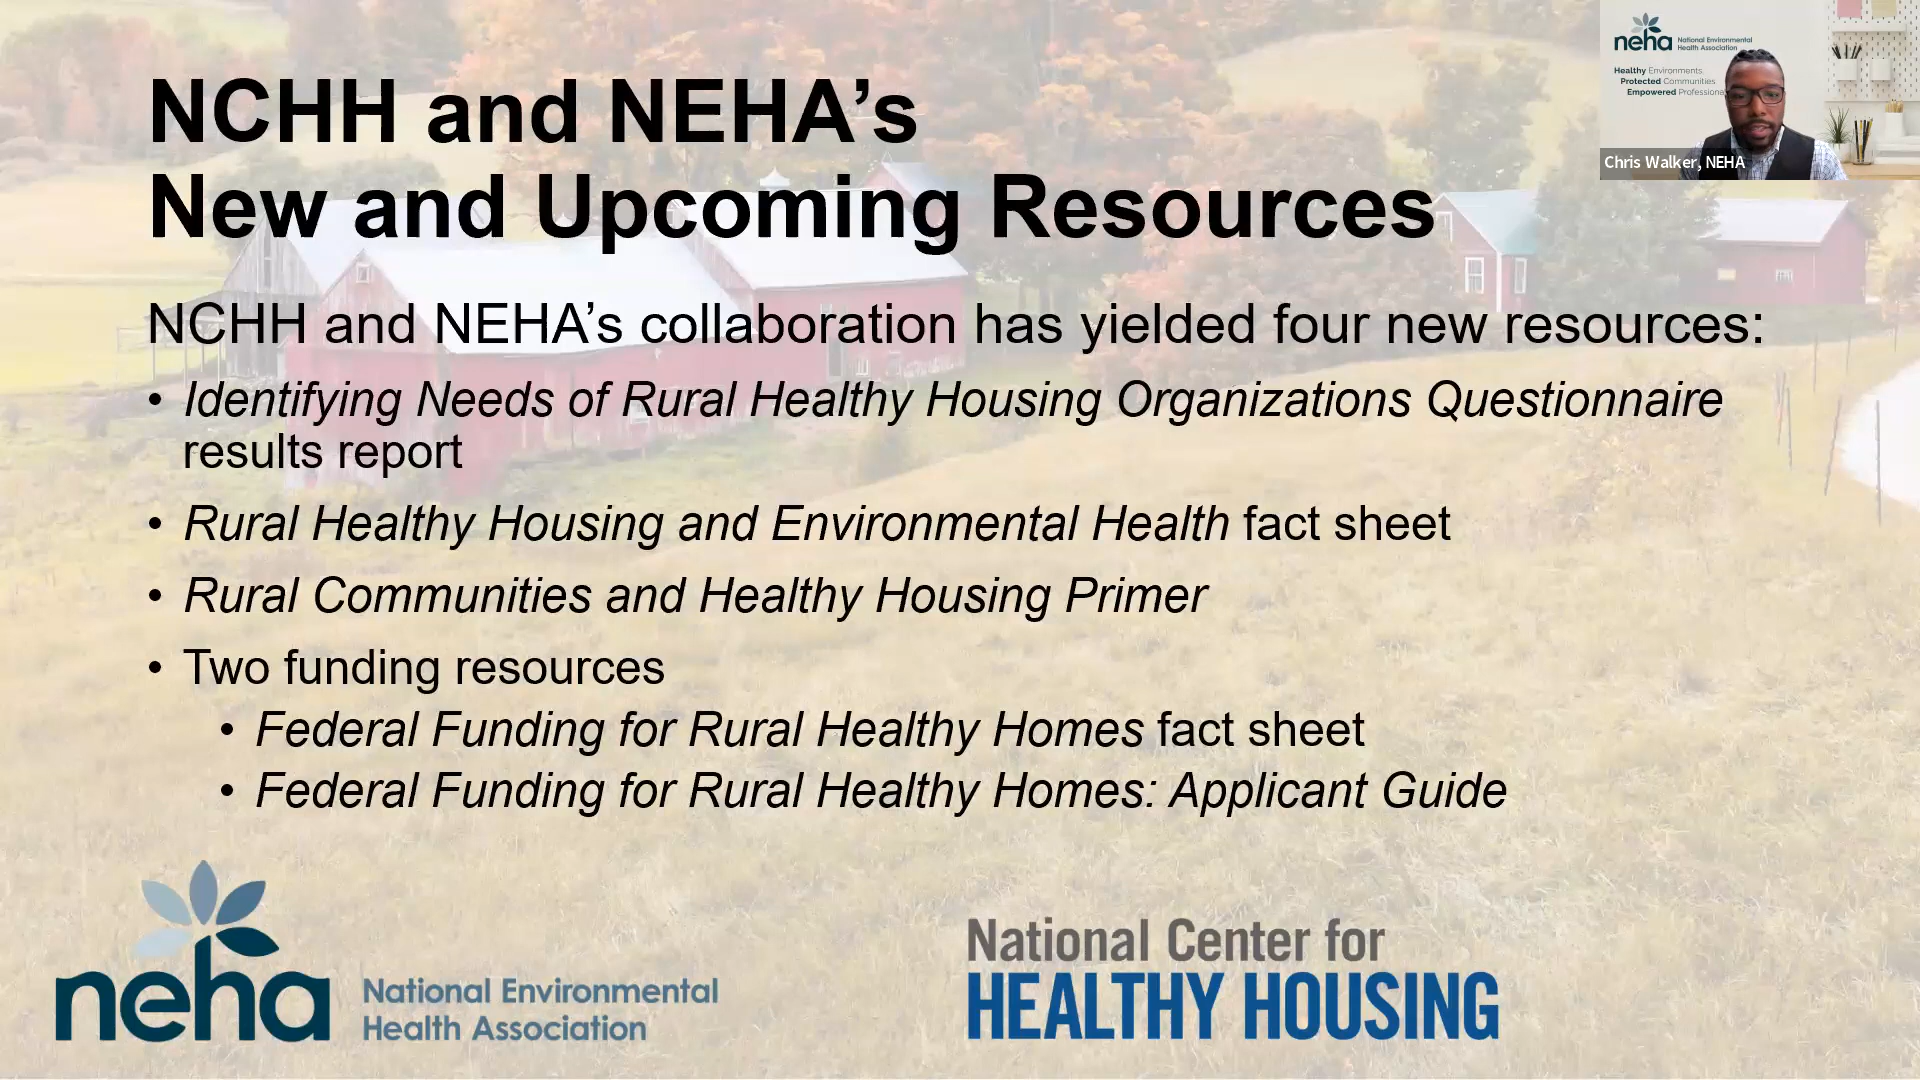 NCHH and NEHA’s
New and Upcoming Resources
NCHH and NEHA’s collaboration has yielded four new resources:
• Identifying Needs of Rural Healthy Housing Organizations Questionnaire
results report
• Rural Healthy Housing and Environmental Health fact sheet
• Rural Communities and Healthy Housing Primer
• Two funding resources
• Federal Funding for Rural Healthy Homes fact sheet
• Federal Funding for Rural Healthy Homes: Applicant Guide
neha
National Environmental
Health Association
National Center for
HEALTHY HOUSING
neha
National Environmental
Health Association
Healthy Environments.
Protected Communities
Empowered
Chris Walker, NEHA